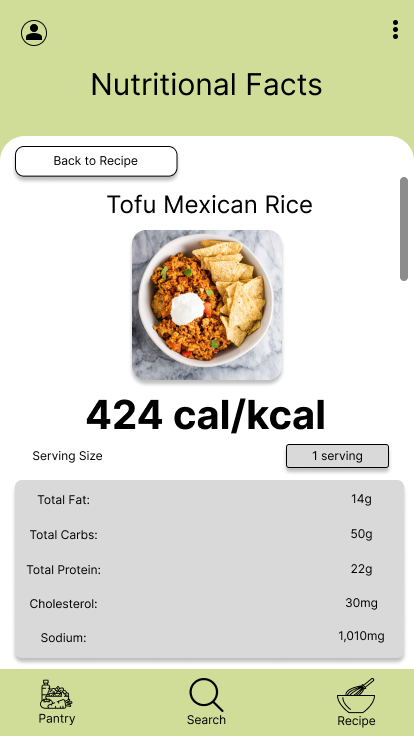 Nutritional Facts
Back to Recipe
Tofu Mexican Rice
424 cal/kcal
Serving Size 1 serving
Total Fat: 14g
Total Carbs: 50g
Total Protein: 22g
Cholesterol: 30mg
Sodium: 1,010mg
Pantry Search Recipe